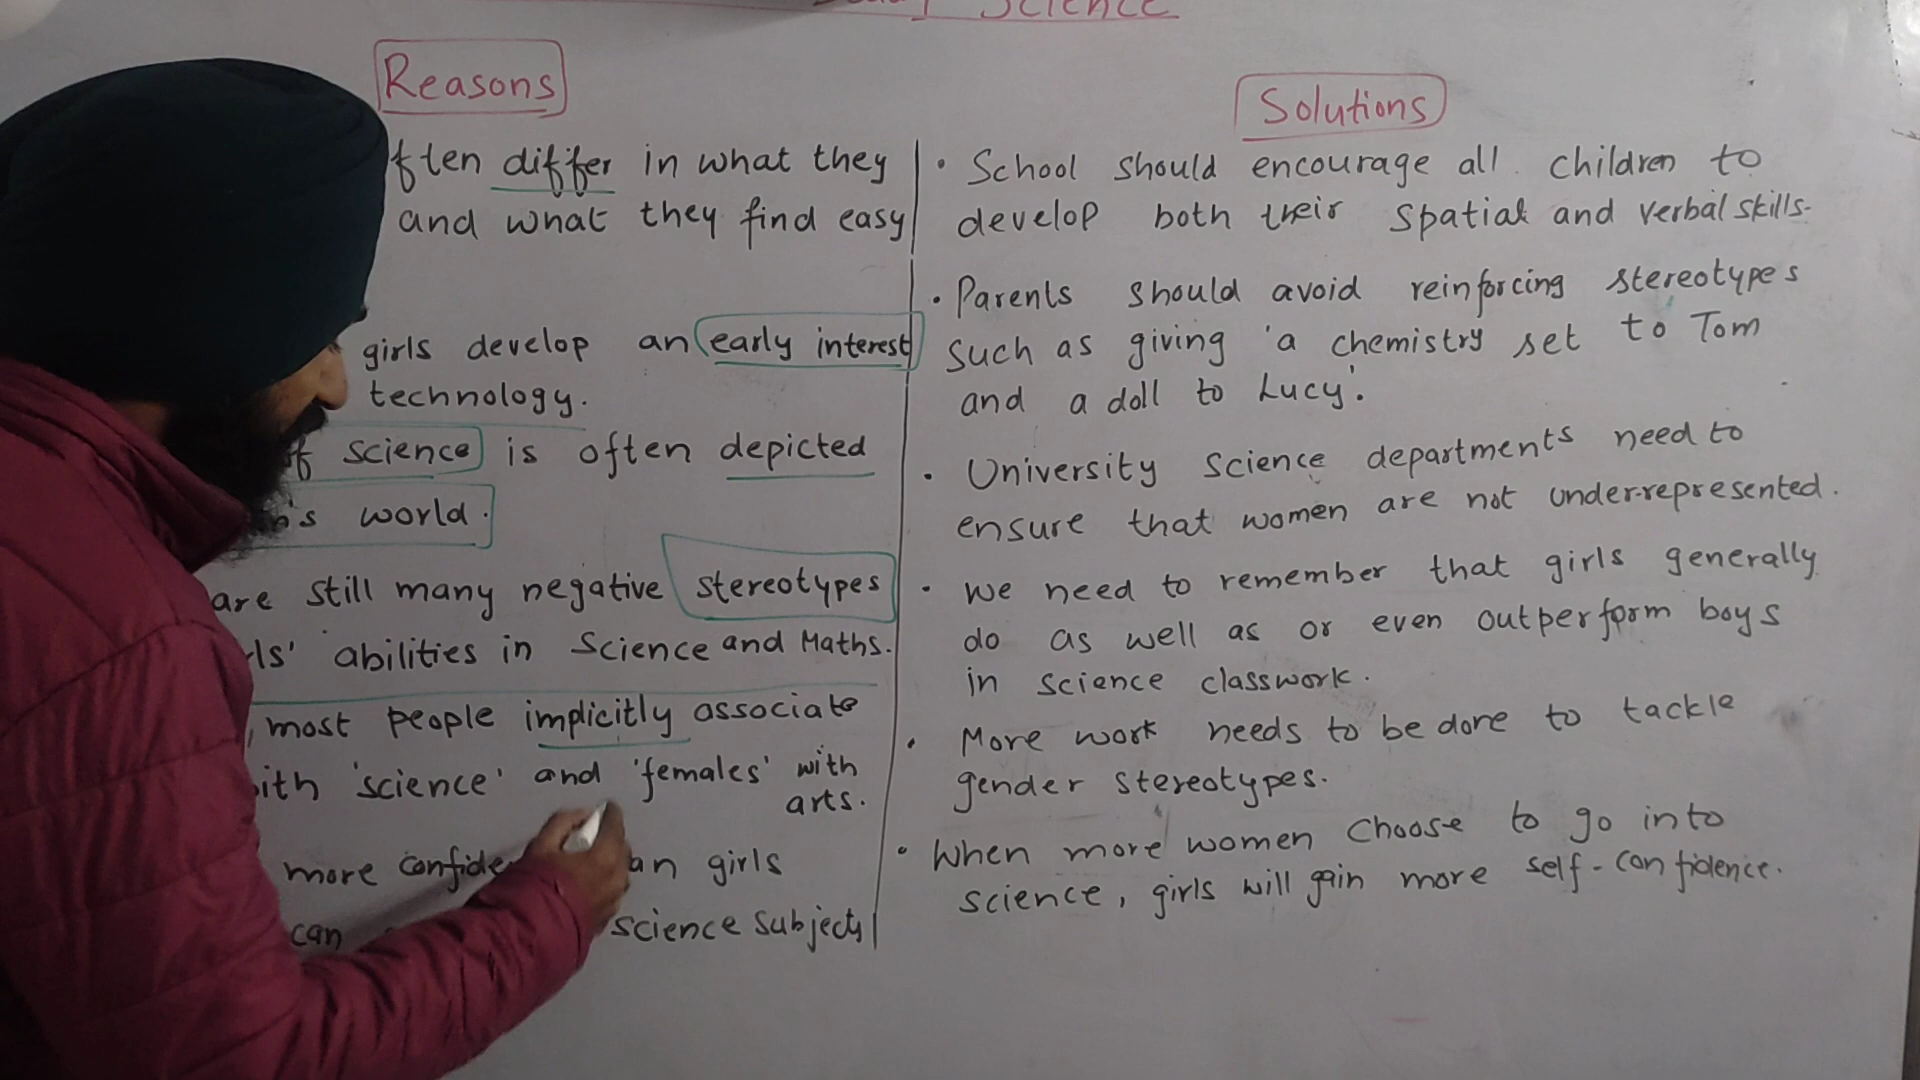 Science
Reasons
often differ in what they
and what they find easy
girls develop an early interest
technology.
of science is often depicted
world.
are still many negative stereotypes
abilities in Science and Maths.
most people implicitly associate
with 'science' and 'females' with
arts.
more girls
can science subjects
Solutions
• School should encourage all children to
develop both their spatial and verbal skills.
• Parents should avoid reinforcing stereotypes
such as giving 'a chemistry set to Tom
and a doll to Lucy'.
• University science departments need to
ensure that women are not underrepresented.
• We need to remember that girls generally
do as well as or even outperform boys
in science classwork.
• More work needs to be done to tackle
gender stereotypes.
• When more women choose to go into
science, girls will gain more self-confidence.